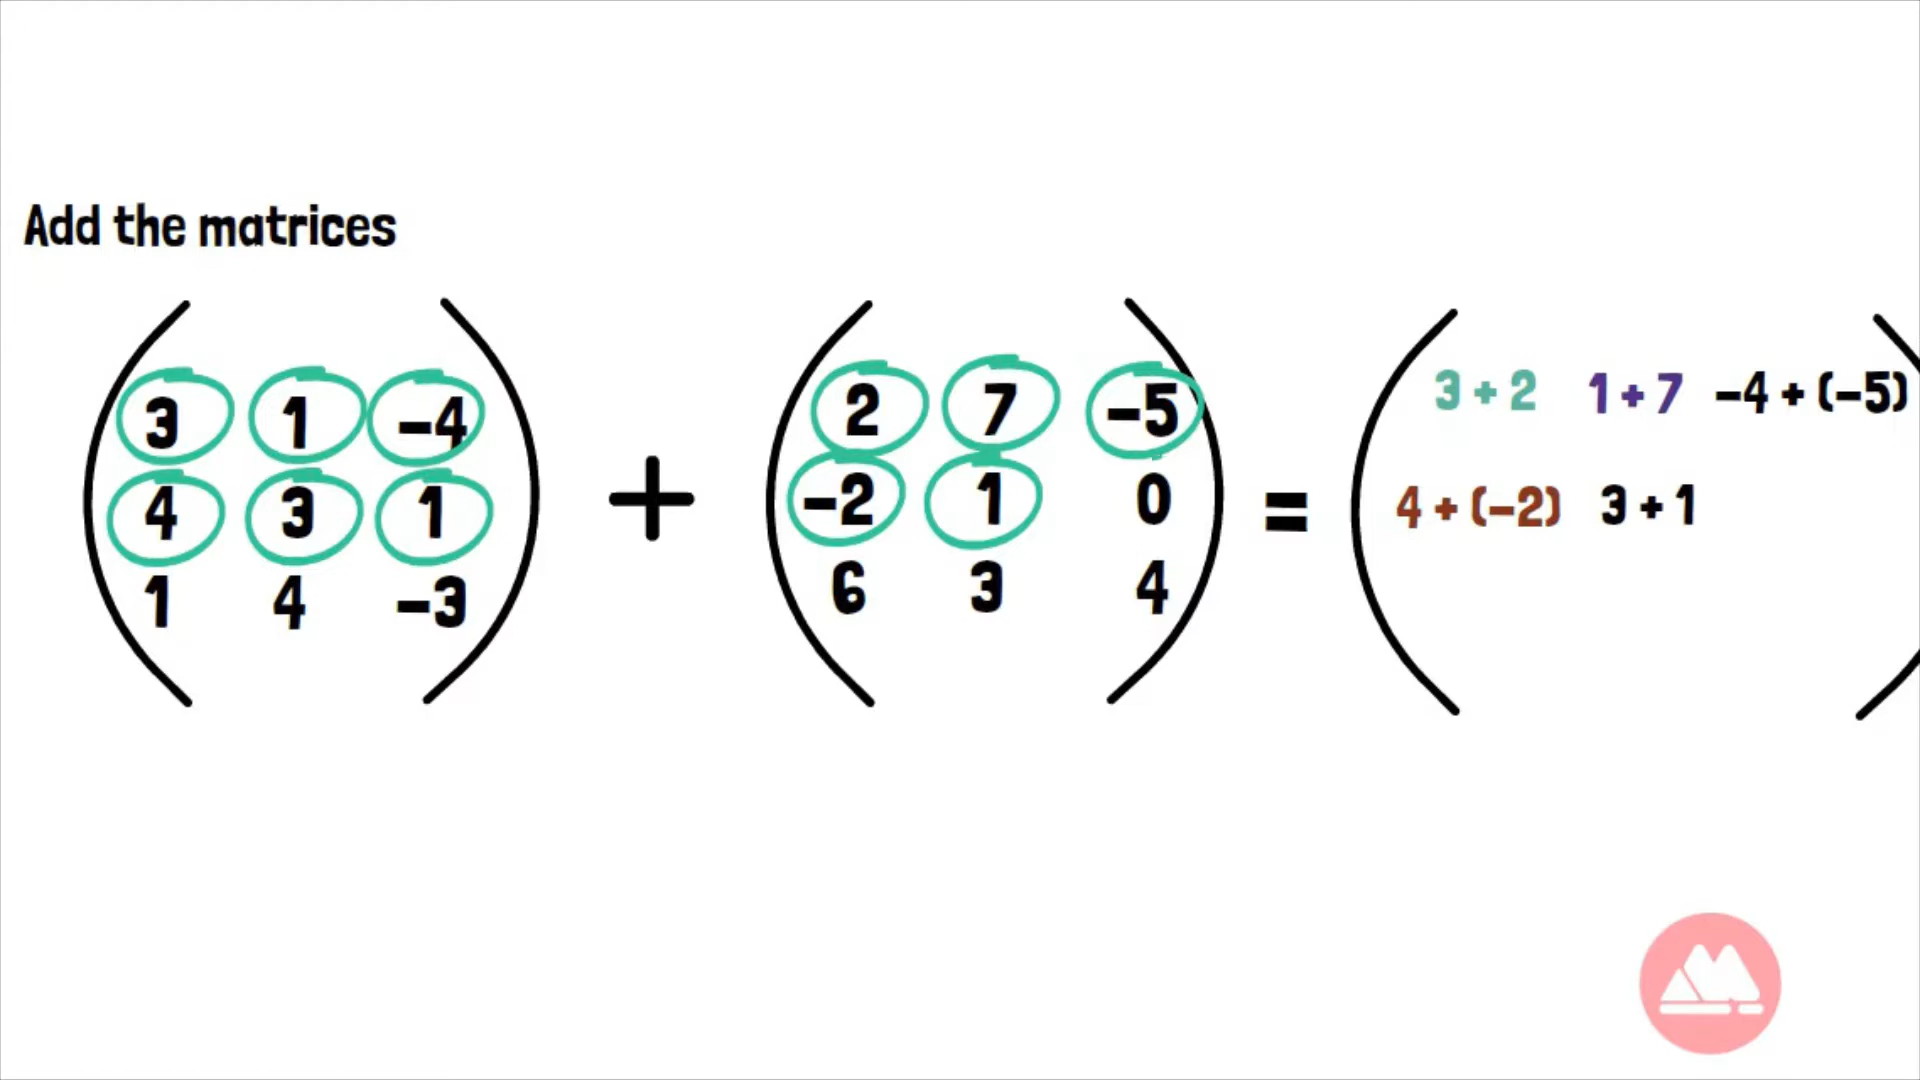 Add the matrices
3 1 −4 2 7 −5 3 + 2 1 + 7 −4 + (−5)
4 3 1 + −2 1 0 = 4 + (−2) 3 + 1
1 4 −3 6 3 4